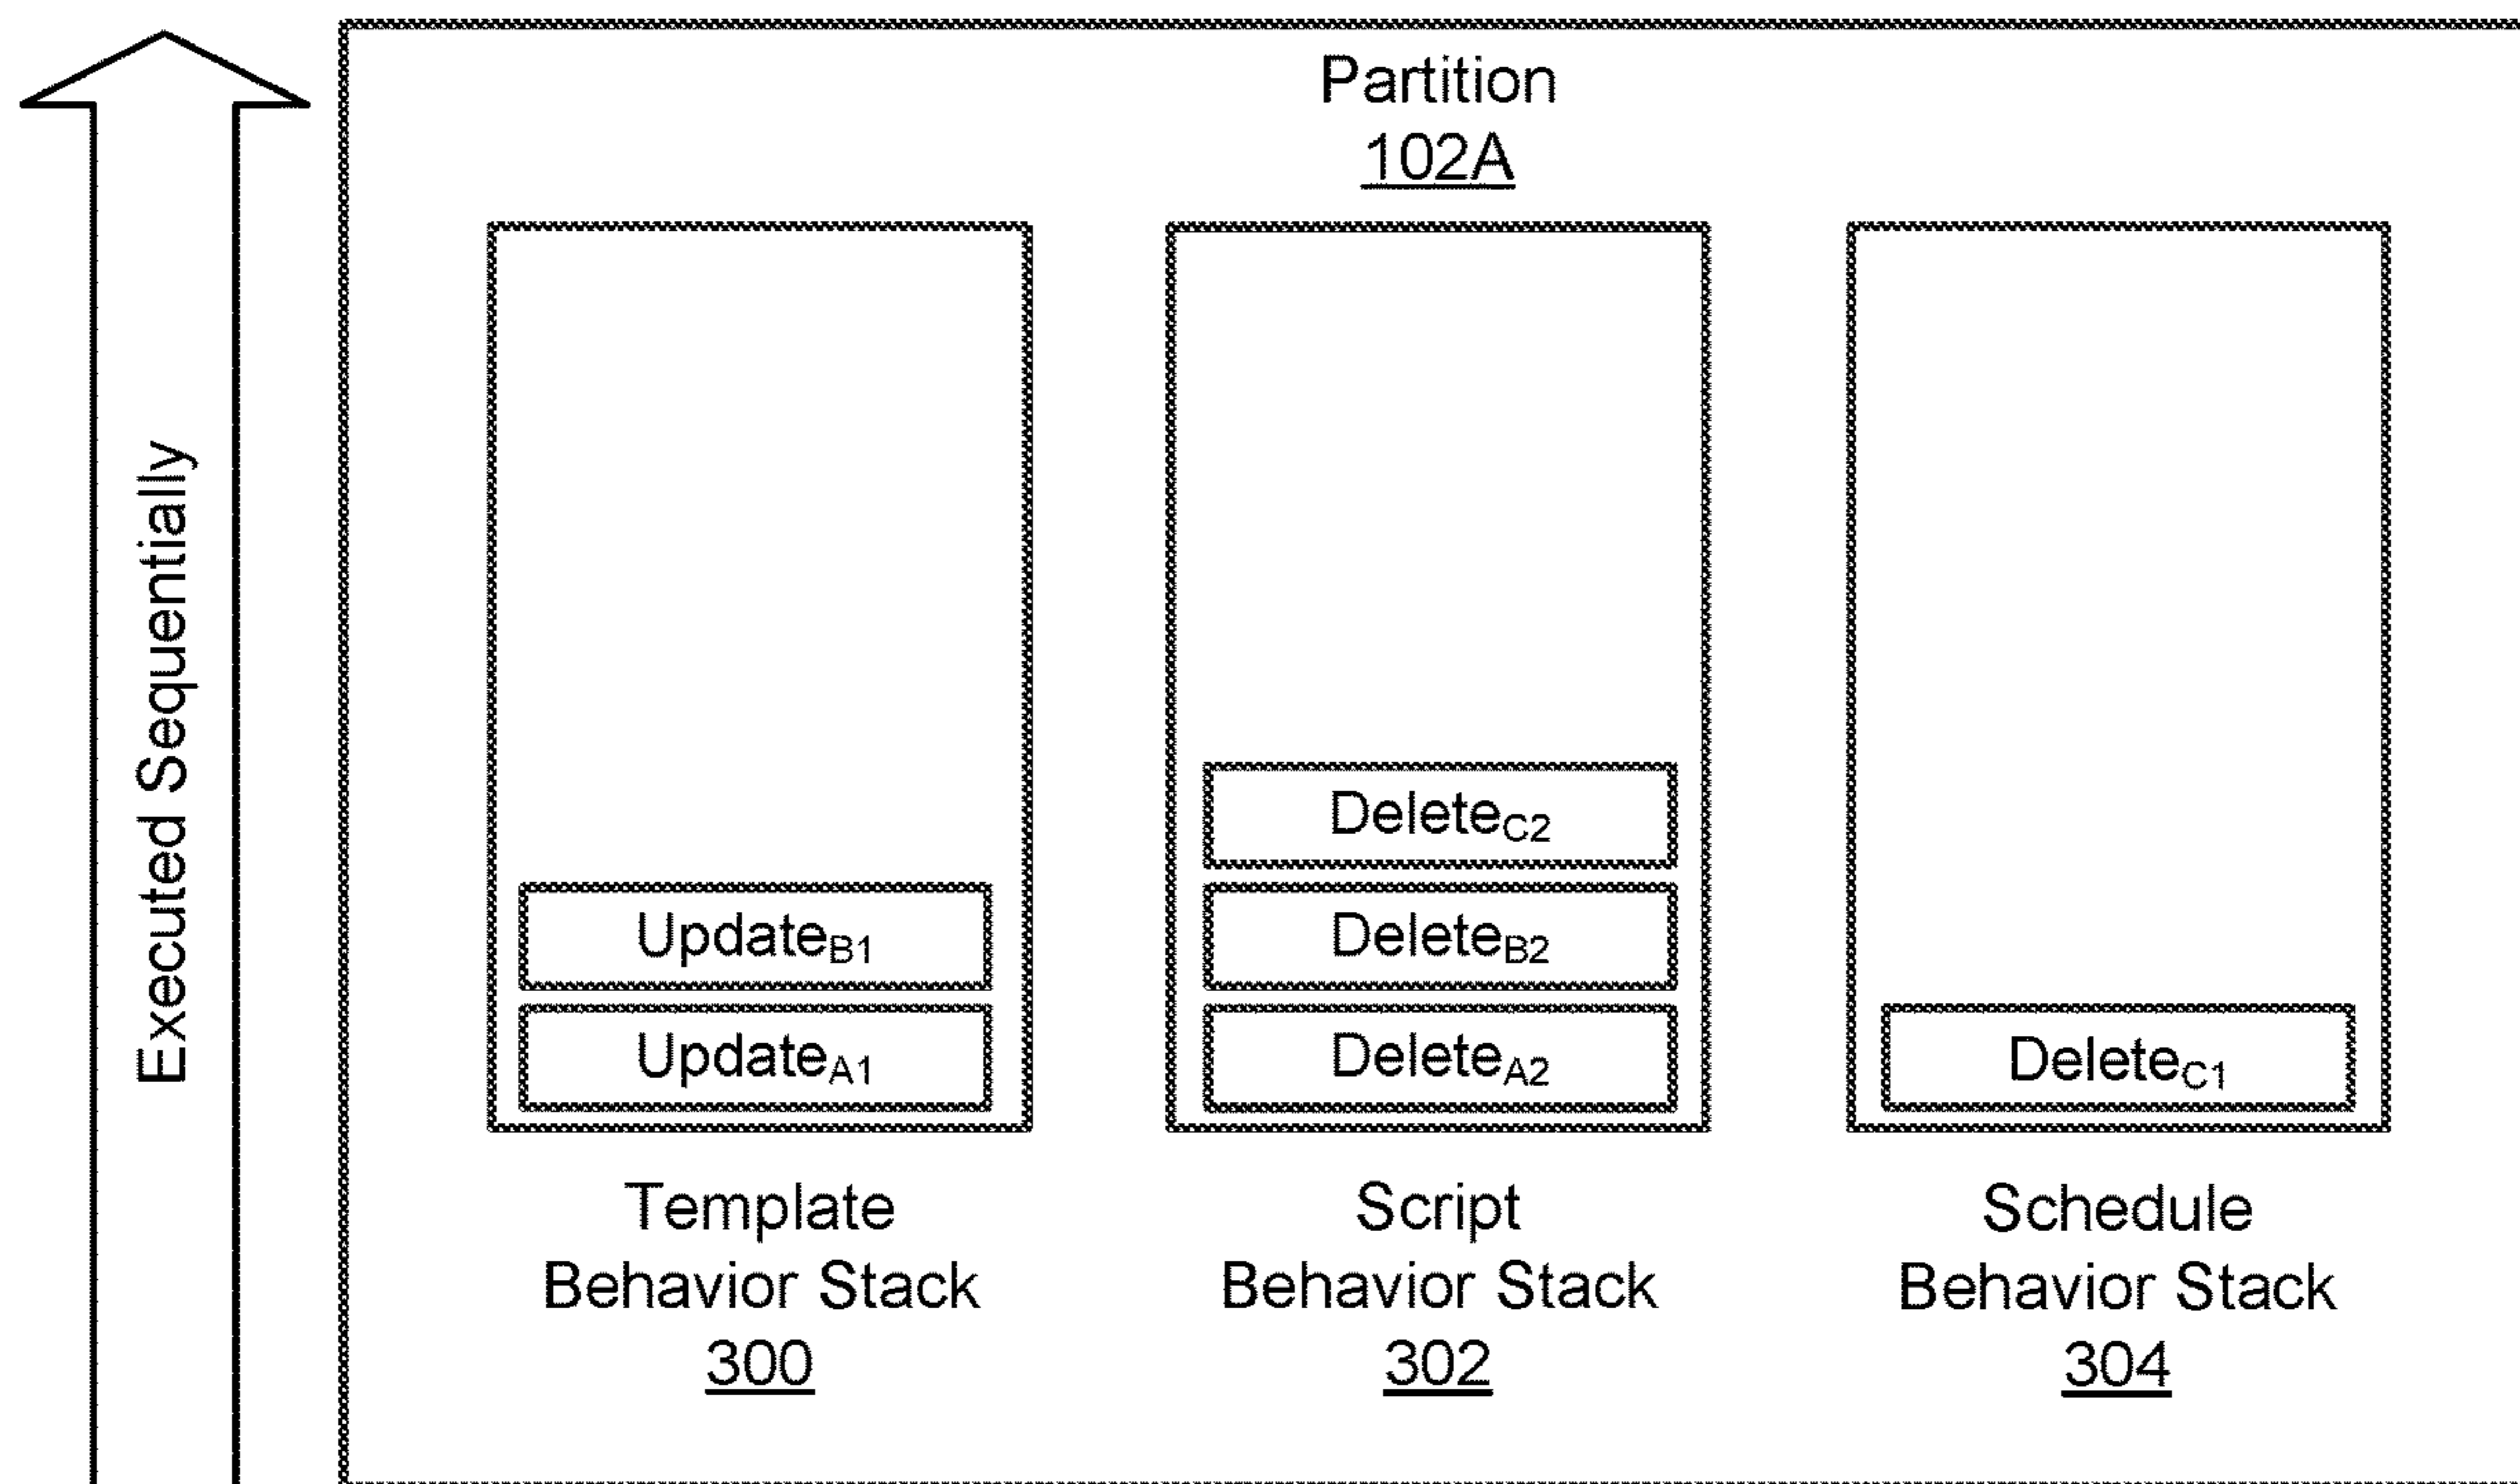 Partition
102A
Executed Sequentially
Delete_C2
Update_B1
Delete_B2
Update_A1
Delete_A2
Delete_C1
Template
Behavior Stack
300
Script
Behavior Stack
302
Schedule
Behavior Stack
304